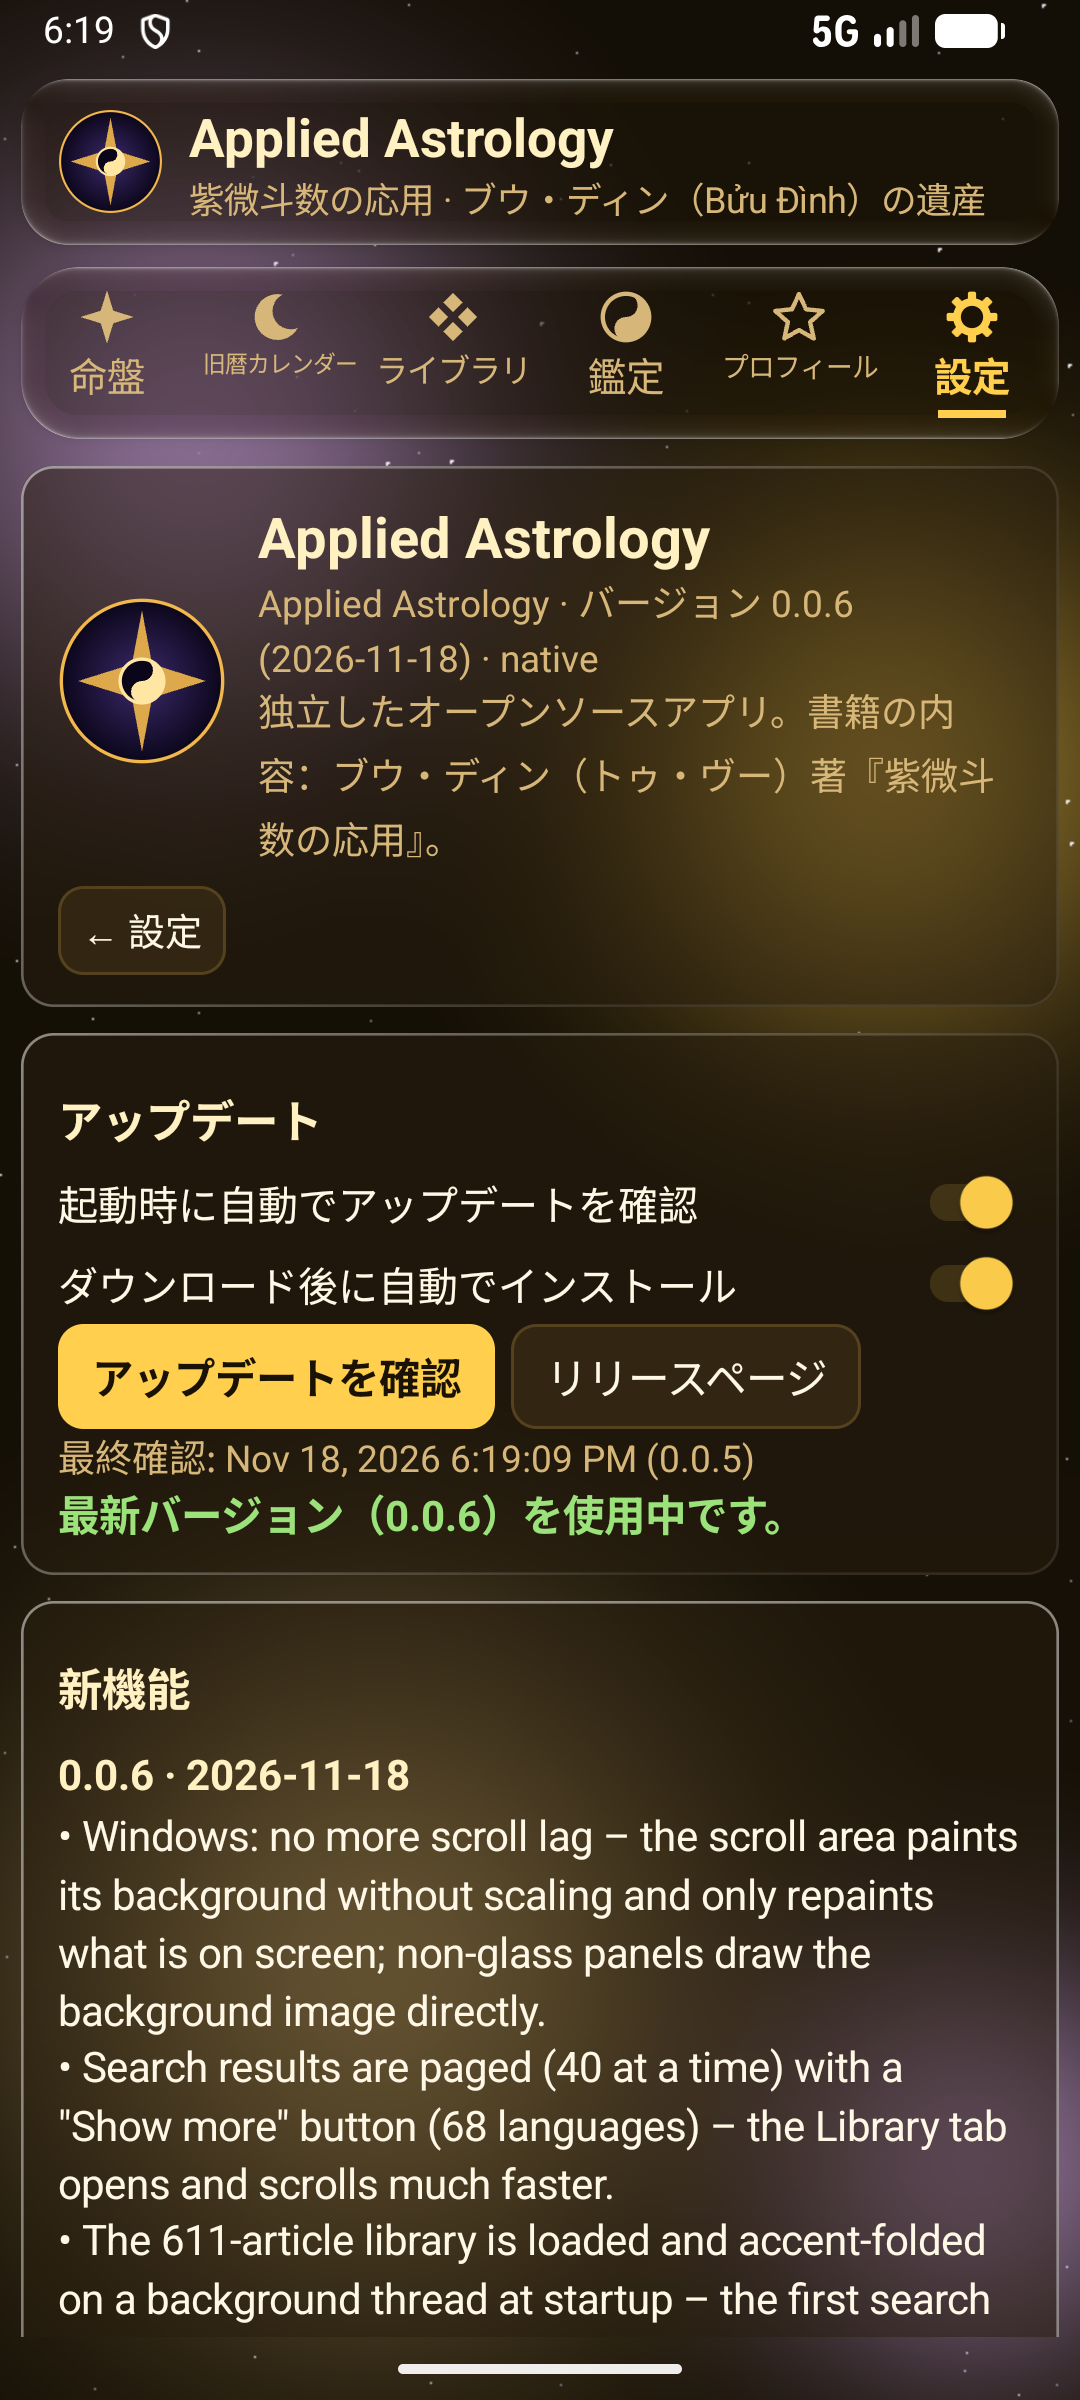 6:19
5G
Applied Astrology
紫微斗数の応用 · ブウ・ディン（Bửu Đình）の遺産
命盤
旧暦カレンダー
ライブラリ
鑑定
プロフィール
設定
Applied Astrology
Applied Astrology · バージョン 0.0.6
(2026-11-18) · native
独立したオープンソースアプリ。書籍の内
容：ブウ・ディン（トゥ・ヴー）著『紫微斗
数の応用』。
← 設定
アップデート
起動時に自動でアップデートを確認
ダウンロード後に自動でインストール
アップデートを確認
リリースページ
最終確認: Nov 18, 2026 6:19:09 PM (0.0.5)
最新バージョン（0.0.6）を使用中です。
新機能
0.0.6 · 2026-11-18
• Windows: no more scroll lag – the scroll area paints
its background without scaling and only repaints
what is on screen; non-glass panels draw the
background image directly.
• Search results are paged (40 at a time) with a
"Show more" button (68 languages) – the Library tab
opens and scrolls much faster.
• The 611-article library is loaded and accent-folded
on a background thread at startup – the first search